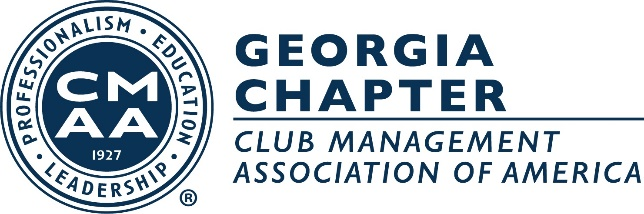 PROFESSIONALISM • EDUCATION • LEADERSHIP •
CM
AA
1927
®
GEORGIA
CHAPTER
CLUB MANAGEMENT
ASSOCIATION OF AMERICA